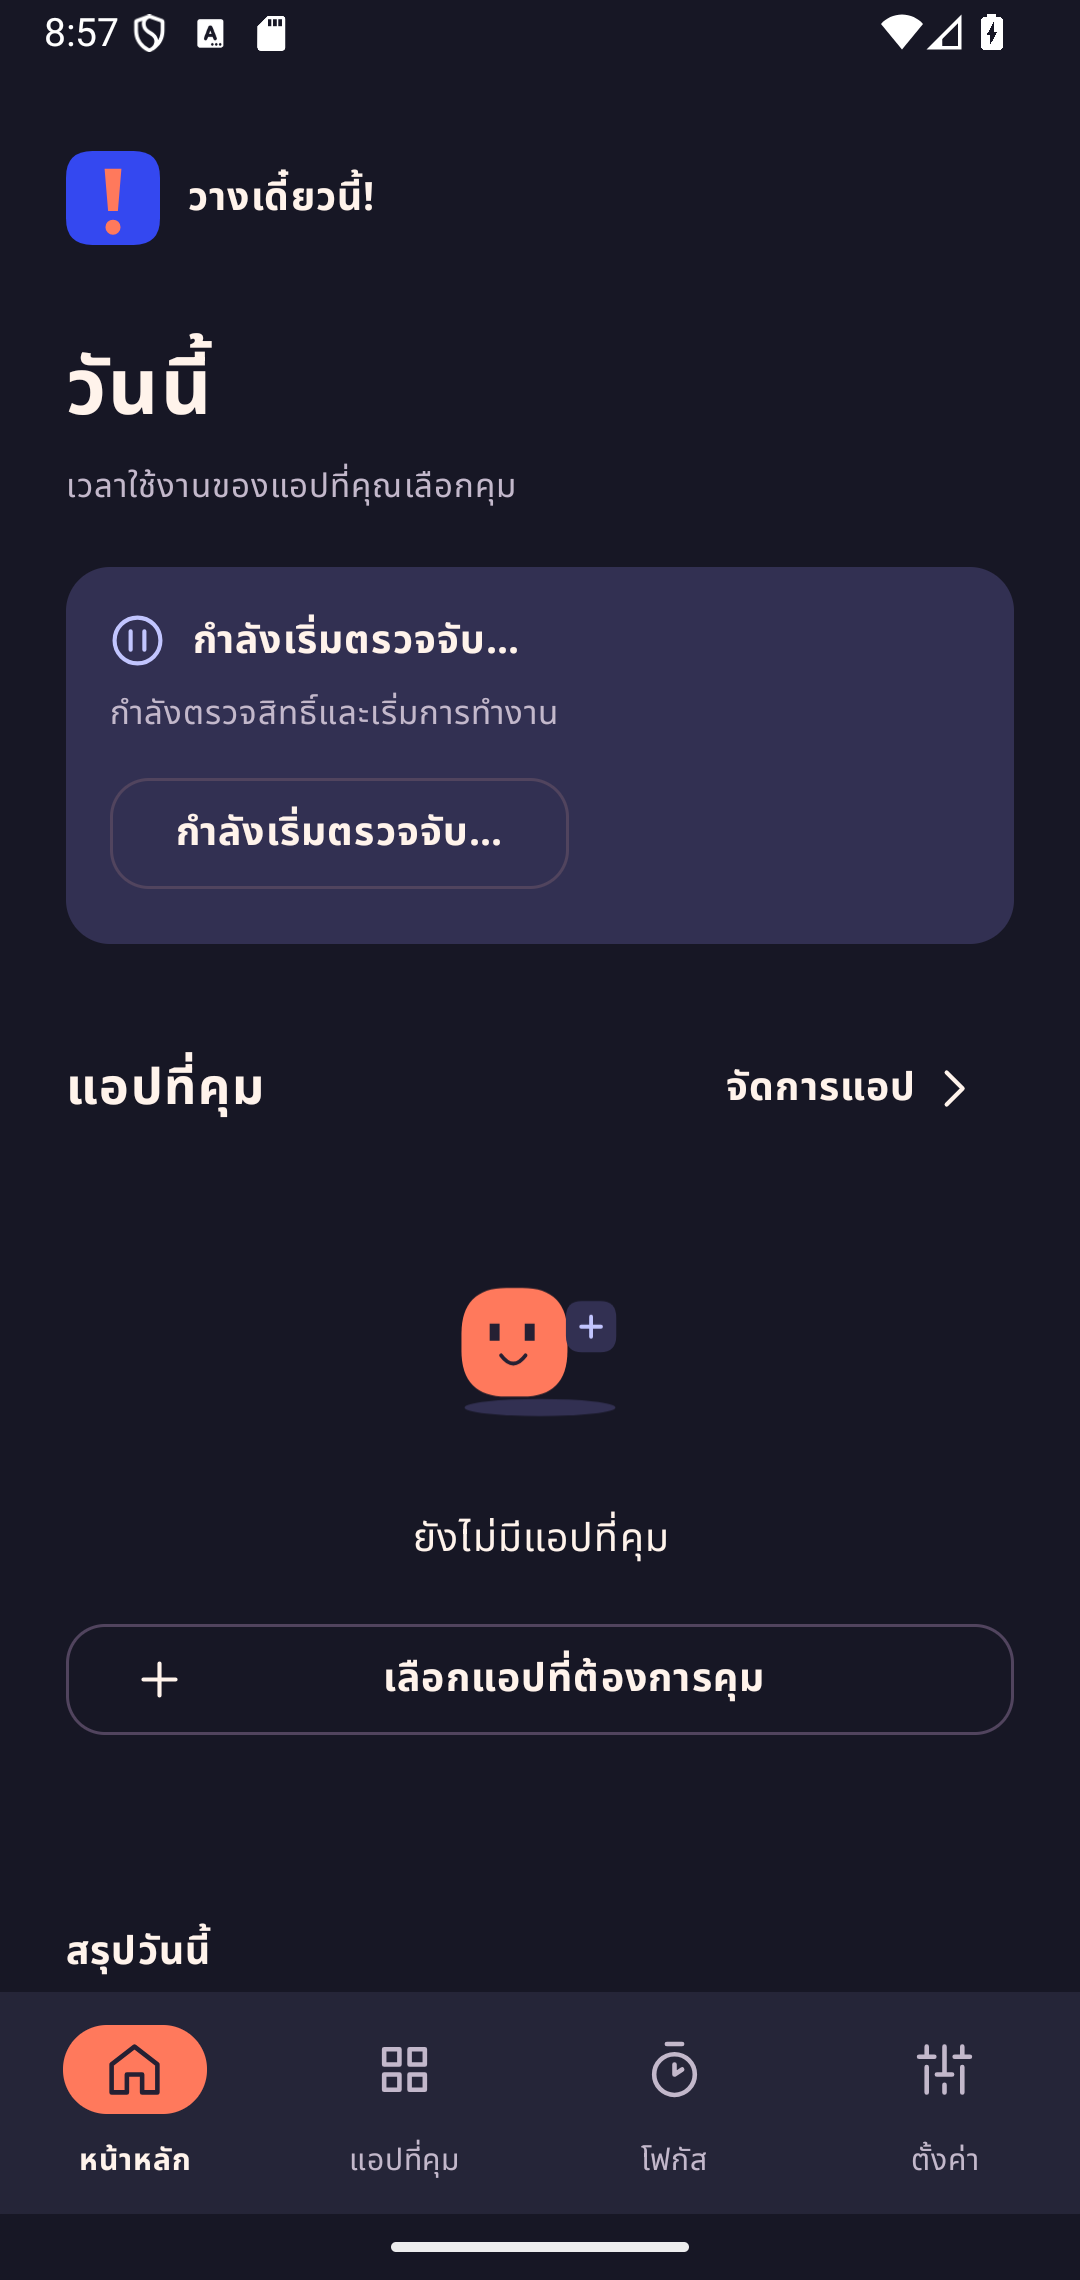 8:57
วางเดี๋ยวนี้!
วันนี้
เวลาใช้งานของแอปที่คุณเลือกคุม
กำลังเริ่มตรวจจับ...
กำลังตรวจสิทธิ์และเริ่มการทำงาน
กำลังเริ่มตรวจจับ...
แอปที่คุม
จัดการแอป
ยังไม่มีแอปที่คุม
เลือกแอปที่ต้องการคุม
สรุปวันนี้
หน้าหลัก
แอปที่คุม
โฟกัส
ตั้งค่า